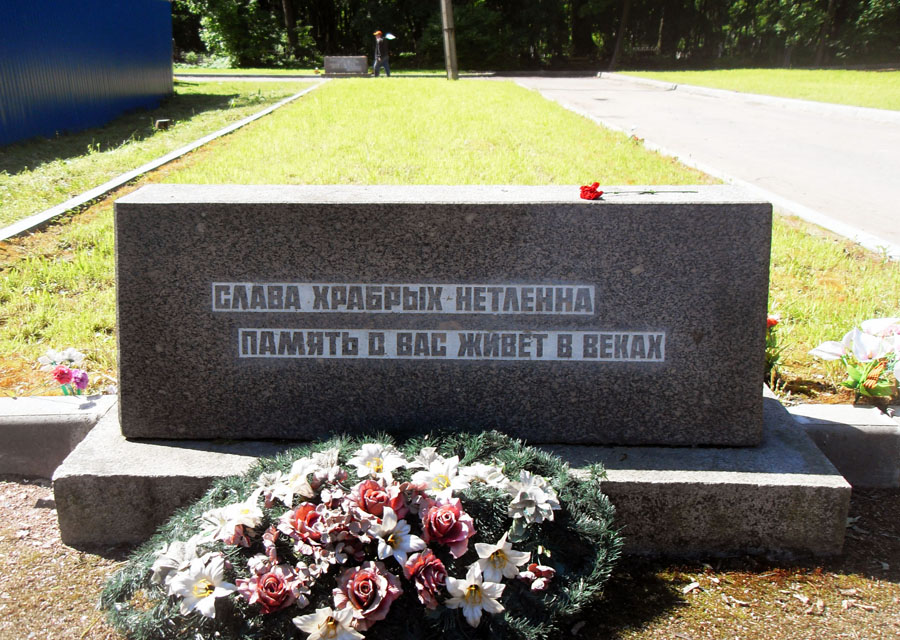 СЛАВА ХРАБРЫХ НЕТЛЕННА
ПАМЯТЬ О ВАС ЖИВЕТ В ВЕКАХ